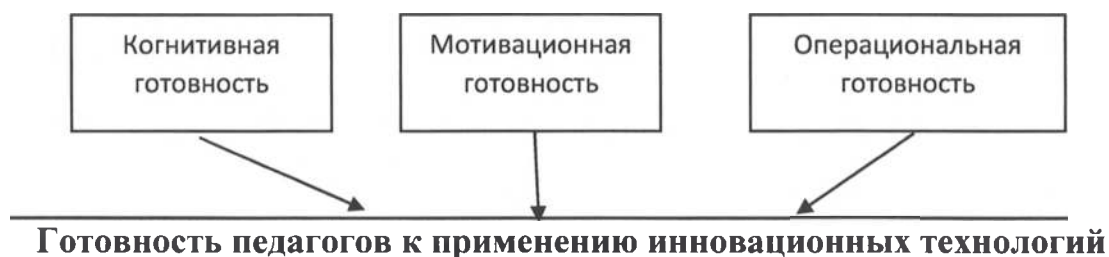 Когнитивная
готовность
Мотивационная
готовность
Операциональная
готовность
Готовность педагогов к применению инновационных технологий